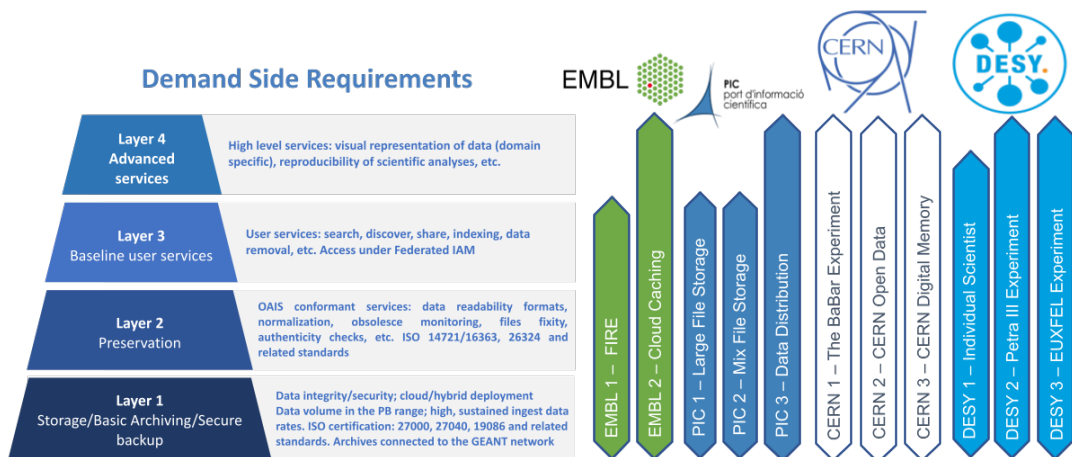 Demand Side Requirements
EMBL
PIC
port d'informació
científica
CERN
DESY.
Layer 4
Advanced
services
High level services: visual representation of data (domain
specific), reproducibility of scientific analyses, etc.
Layer 3
Baseline user services
User services: search, discover, share, indexing, data
removal, etc. Access under Federated IAM
Layer 2
Preservation
OAIS conformant services: data readability formats,
normalization, obsolesce monitoring, files fixity,
authenticity checks, etc. ISO 14721/16363, 26324 and
related standards
Layer 1
Storage/Basic Archiving/Secure
backup
Data integrity/security; cloud/hybrid deployment
Data volume in the PB range; high, sustained ingest data
rates. ISO certification: 27000, 27040, 19086 and related
standards. Archives connected to the GEANT network
EMBL 1 – FIRE
EMBL 2 – Cloud Caching
PIC 1 – Large File Storage
PIC 2 – Mix File Storage
PIC 3 – Data Distribution
CERN 1 – The BaBar Experiment
CERN 2 – CERN Open Data
CERN 3 – CERN Digital Memory
DESY 1 – Individual Scientist
DESY 2 – Petra III Experiment
DESY 3 – EUXFEL Experiment